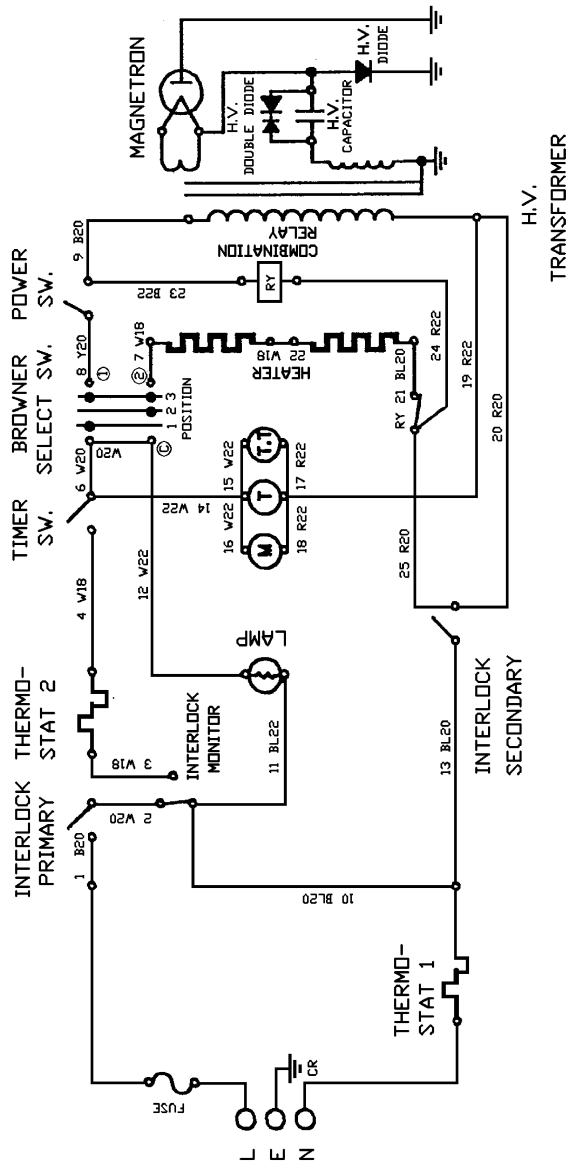 MAGNETRON
H.V.
DIODE
H.V.
DOUBLE DIODE
H.V.
CAPACITOR
H.V.
TRANSFORMER
9 B20
COMBINATION
RELAY
POWER
SW.
23 B22
RY
24 R22
19 R22
20 R20
BROWNER
SELECT SW.
8 Y20
1
2
7 W18
HEATER
22 W18
RY 21 BL20
1 2 3
POSITION
W20
C
6 W20
TIMER
SW.
14 W22
15 W22
16 W22
T.T
T
M
17 R22
18 R22
25 R20
12 W22
4 W18
LAMP
THERMO-
STAT 2
3 W18
INTERLOCK
MONITOR
11 BL22
13 BL20
INTERLOCK
SECONDARY
INTERLOCK
PRIMARY
1 B20
2 W20
10 BL20
THERMO-
STAT 1
FUSE
CR
L
E
N